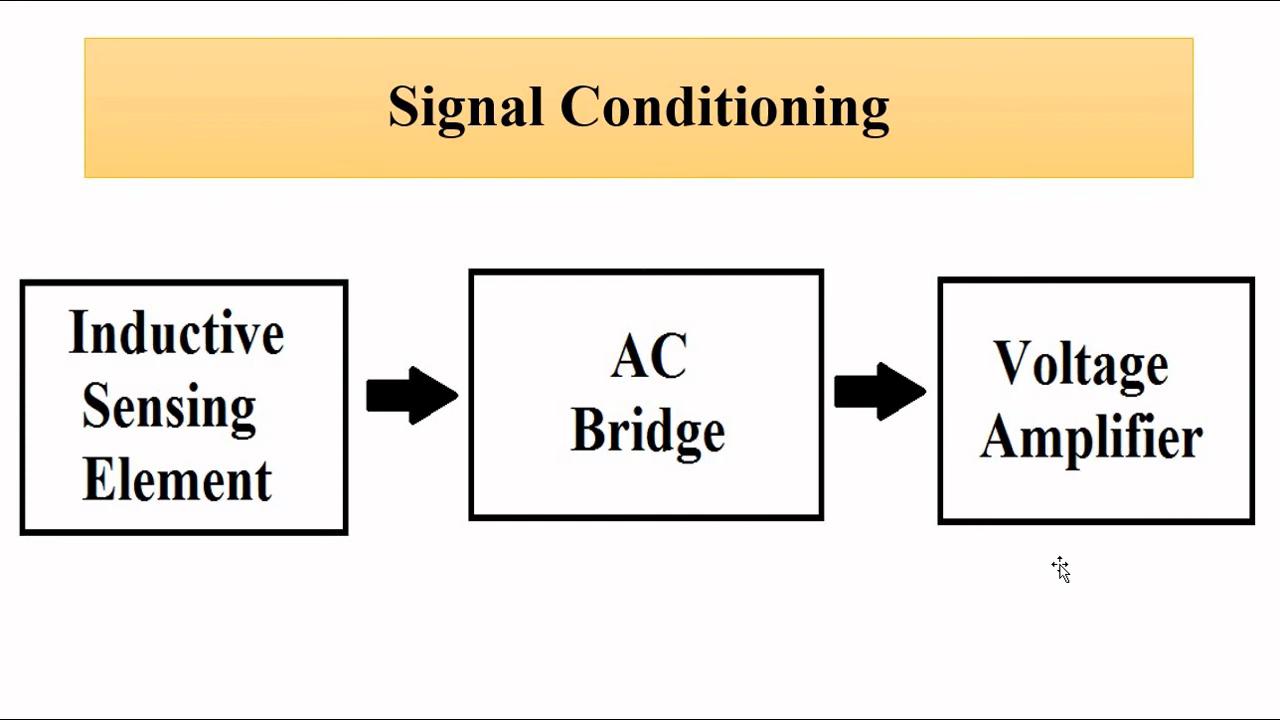 Signal Conditioning
Inductive
Sensing
Element
AC
Bridge
Voltage
Amplifier